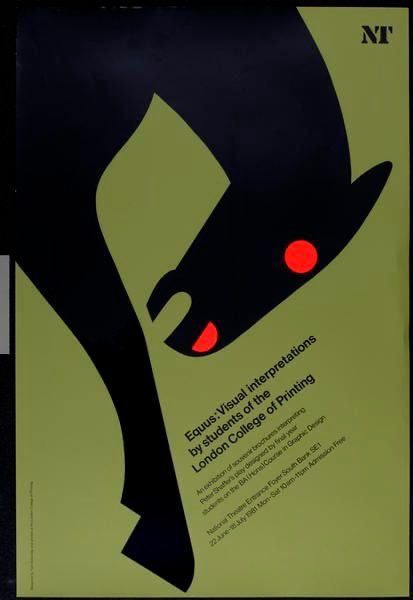 NT
Equus: Visual interpretations
by students of the
London College of Printing
An exhibition of souvenir brochures interpreting
Peter Shaffer's play designed by final year
students on the BA (Hons) Course in Graphic Design
National Theatre Entrance Foyer South Bank SE1
22 June-18 July 1981 Mon-Sat 10am-11pm Admission Free